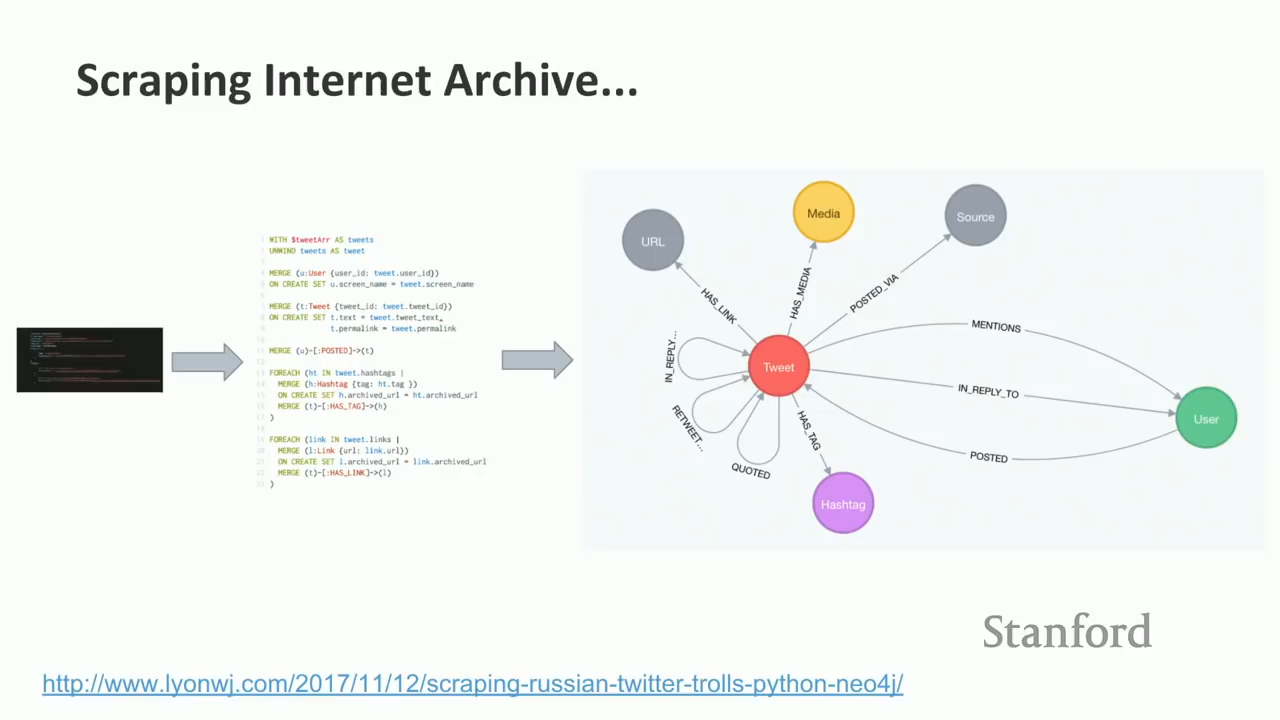 Scraping Internet Archive...
WITH $tweetArr AS tweets
UNWIND tweets AS tweet
MERGE (u:User {user_id: tweet.user_id})
ON CREATE SET u.screen_name = tweet.screen_name
MERGE (t:Tweet {tweet_id: tweet.tweet_id})
ON CREATE SET t.text = tweet.tweet_text,
t.permalink = tweet.permalink
MERGE (u)-[:POSTED]->(t)
FOREACH (ht IN tweet.hashtags |
MERGE (h:Hashtag {tag: ht.tag })
ON CREATE SET h.archived_url = ht.archived_url
MERGE (t)-[:HAS_TAG]->(h)
)
FOREACH (link IN tweet.links |
MERGE (l:Link {url: link.url})
ON CREATE SET l.archived_url = link.archived_url
MERGE (t)-[:HAS_LINK]->(l)
)
URL
Media
Source
HAS_LINK
HAS_MEDIA
POSTED_VIA
MENTIONS
IN_REPLY...
Tweet
IN_REPLY_TO
User
RETWEET...
HAS_TAG
POSTED
QUOTED
Hashtag
Stanford
http://www.lyonwj.com/2017/11/12/scraping-russian-twitter-trolls-python-neo4j/